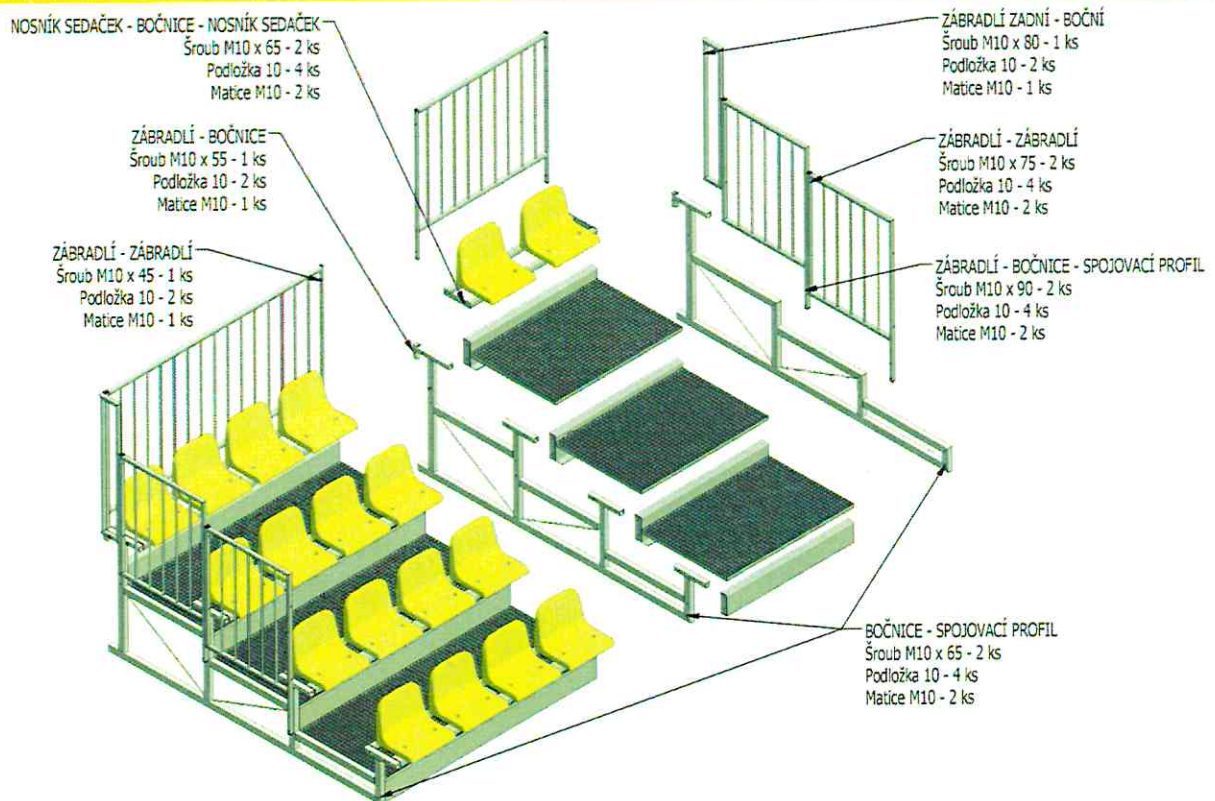 NOSNÍK SEDAČEK - BOČNICE - NOSNÍK SEDAČEK
Šroub M10 x 65 - 2 ks
Podložka 10 - 4 ks
Matice M10 - 2 ks
ZÁBRADLÍ - BOČNICE
Šroub M10 x 55 - 1 ks
Podložka 10 - 2 ks
Matice M10 - 1 ks
ZÁBRADLÍ - ZÁBRADLÍ
Šroub M10 x 45 - 1 ks
Podložka 10 - 2 ks
Matice M10 - 1 ks
ZÁBRADLÍ ZADNÍ - BOČNÍ
Šroub M10 x 80 - 1 ks
Podložka 10 - 2 ks
Matice M10 - 1 ks
ZÁBRADLÍ - ZÁBRADLÍ
Šroub M10 x 75 - 2 ks
Podložka 10 - 4 ks
Matice M10 - 2 ks
ZÁBRADLÍ - BOČNICE - SPOJOVACÍ PROFIL
Šroub M10 x 90 - 2 ks
Podložka 10 - 4 ks
Matice M10 - 2 ks
BOČNICE - SPOJOVACÍ PROFIL
Šroub M10 x 65 - 2 ks
Podložka 10 - 4 ks
Matice M10 - 2 ks